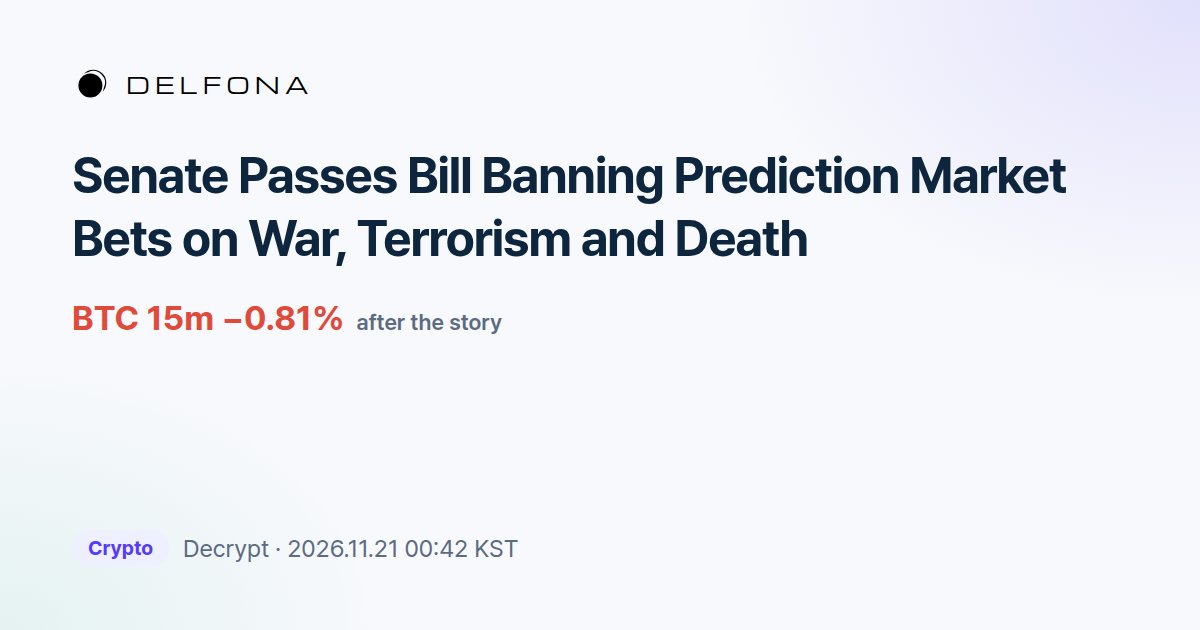 DELFONA
Senate Passes Bill Banning Prediction Market
Bets on War, Terrorism and Death
BTC 15m −0.81% after the story
Crypto Decrypt · 2026.11.21 00:42 KST